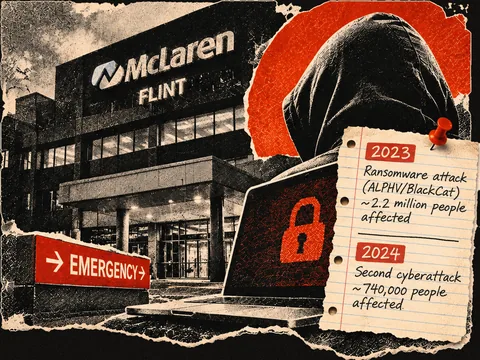 McLaren
FLINT
→ EMERGENCY →
2023
Ransomware attack
(ALPHV/BlackCat)
~ 2.2 million people
affected
2024
Second cyberattack
~ 740,000 people
affected